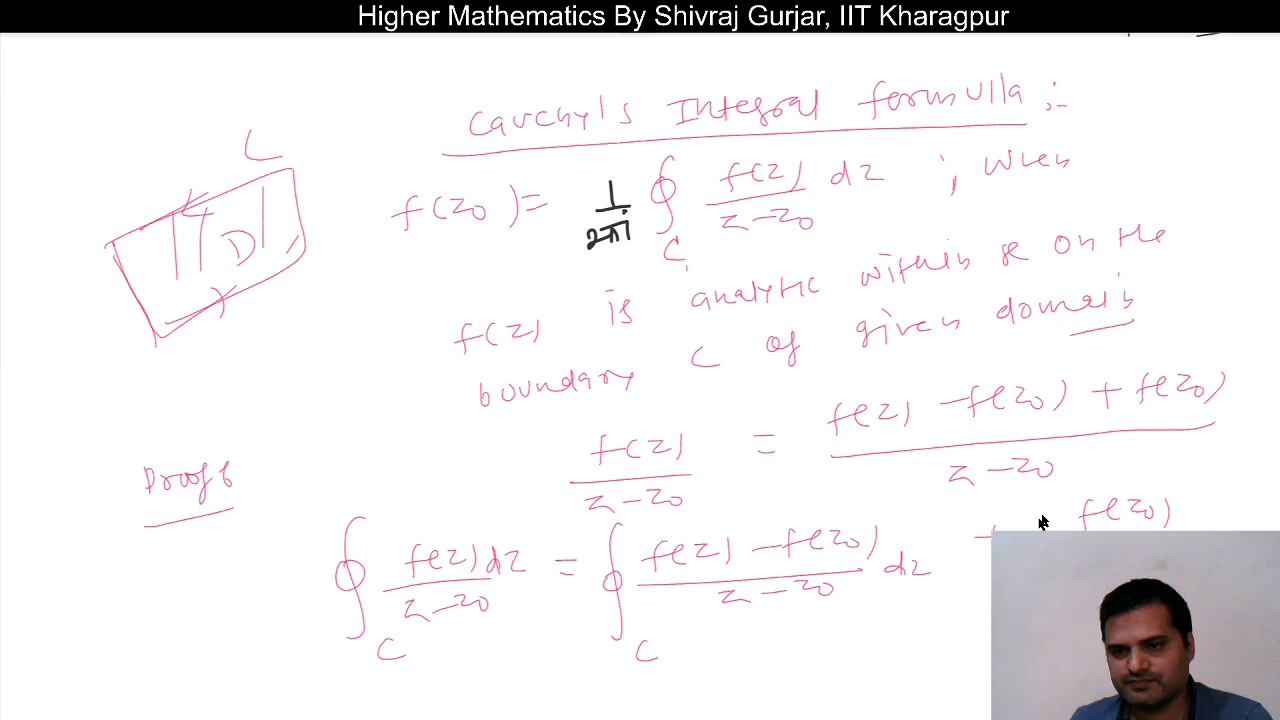 Higher Mathematics By Shivraj Gurjar, IIT Kharagpur
Cauchy's Integral formulla :-
C
D
f(z0) = 1/2πi ∮C f(z)/z-z0 dz ; when
f(z) is analytic within & on the
boundary C of given domain
f(z)/z-z0 = f(z) - f(z0) + f(z0)/z-z0
Proof
∮C f(z)dz/z-z0 = ∮C f(z) - f(z0)/z-z0 dz + f(z0)